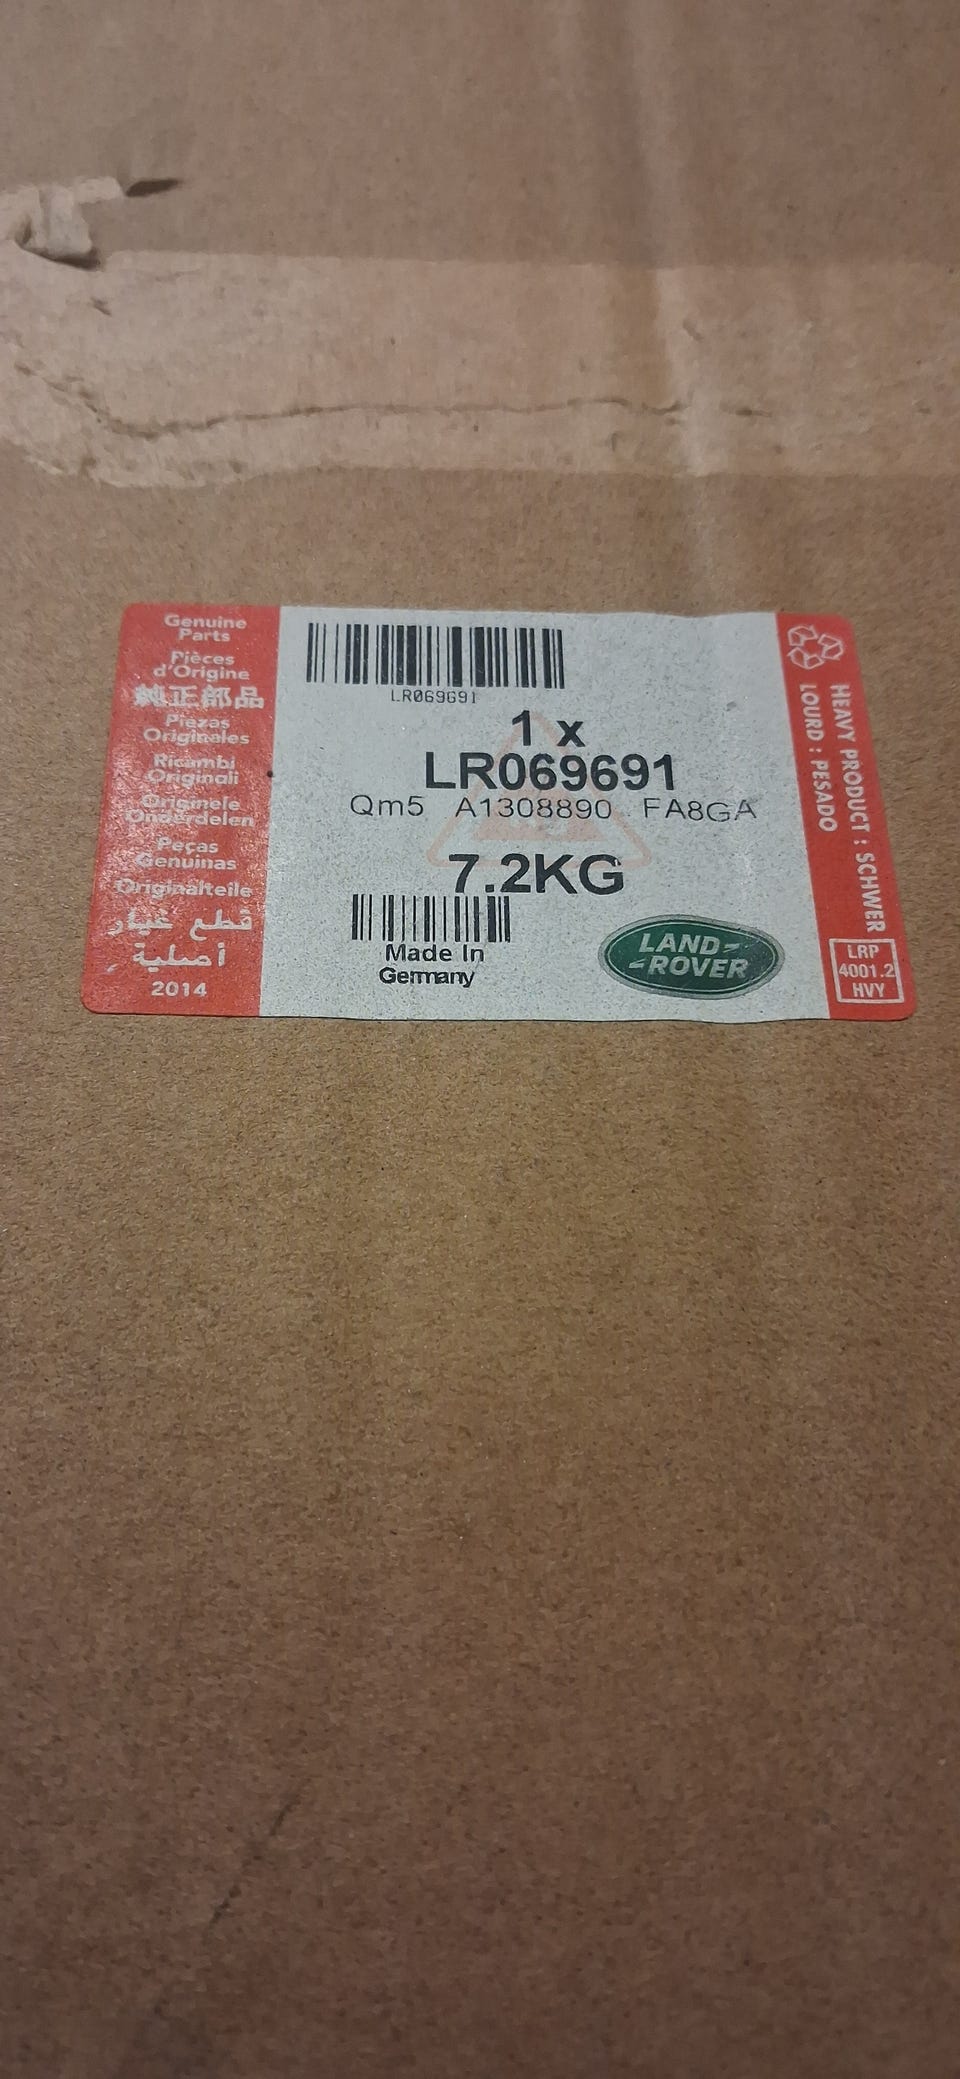 Genuine
Parts
Pièces
d'Origine
純正部品
Piezas
Originales
Ricambi
Originali
Originele
Onderdelen
Peças
Genuinas
Originalteile
قطع غيار
أصلية
2014
LR069691
1 x
LR069691
Qm5 A1308890 FA8GA
7.2KG
Made In
Germany
LAND-
-ROVER
HEAVY PRODUCT : SCHWER
LOURD : PESADO
LRP
4001.2
HVY